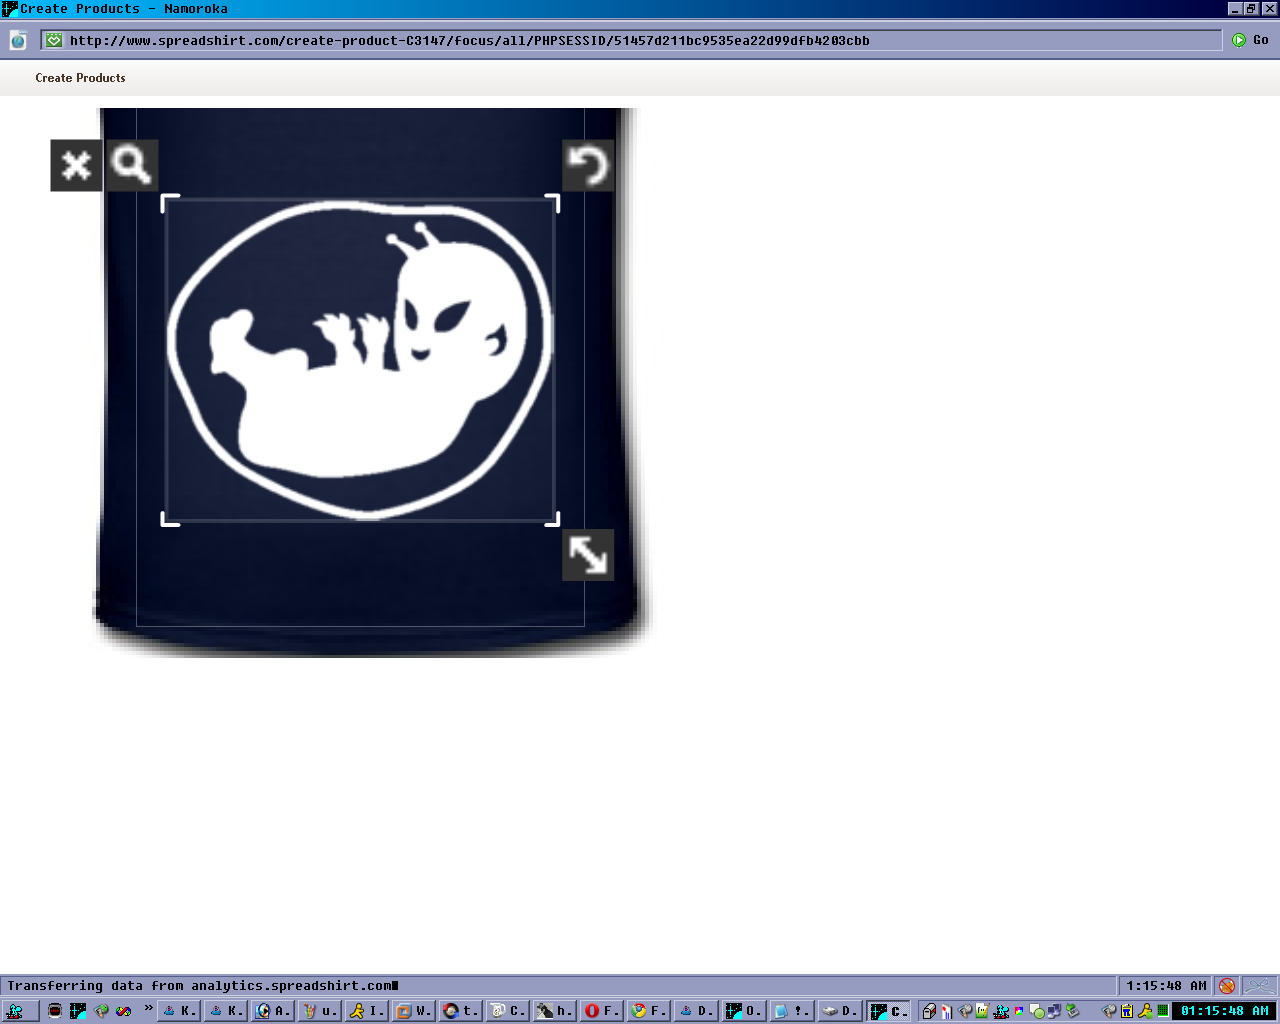 Create Products - Namoroka
http://www.spreadshirt.com/create-product-C3147/focus/all/PHPSESSID/51457d211bc9535ea22d99dfb4203cbb
Go
Create Products
Transferring data from analytics.spreadshirt.com
1:15:48 AM
» K. K. A. u. I. W. t. C. h. F. F. D. O. !. D. C. 01:15:48 AM